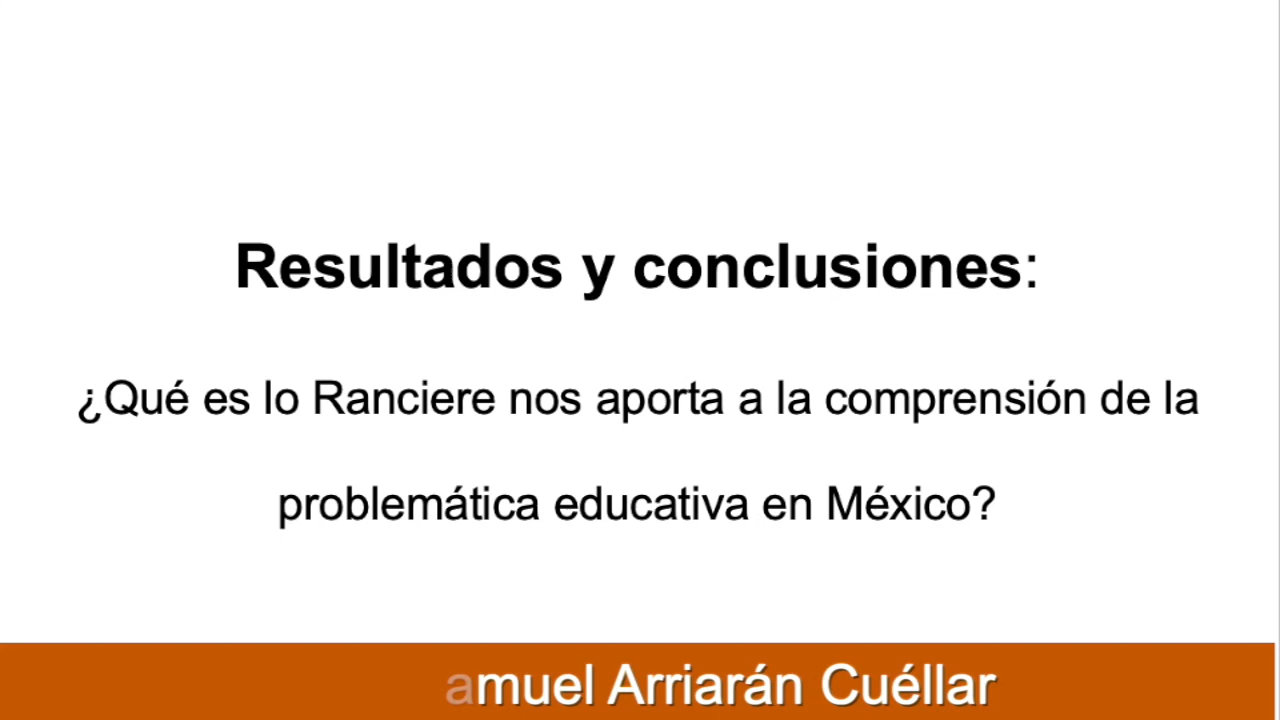 Resultados y conclusiones:
¿Qué es lo Ranciere nos aporta a la comprensión de la
problemática educativa en México?
amuel Arriarán Cuéllar